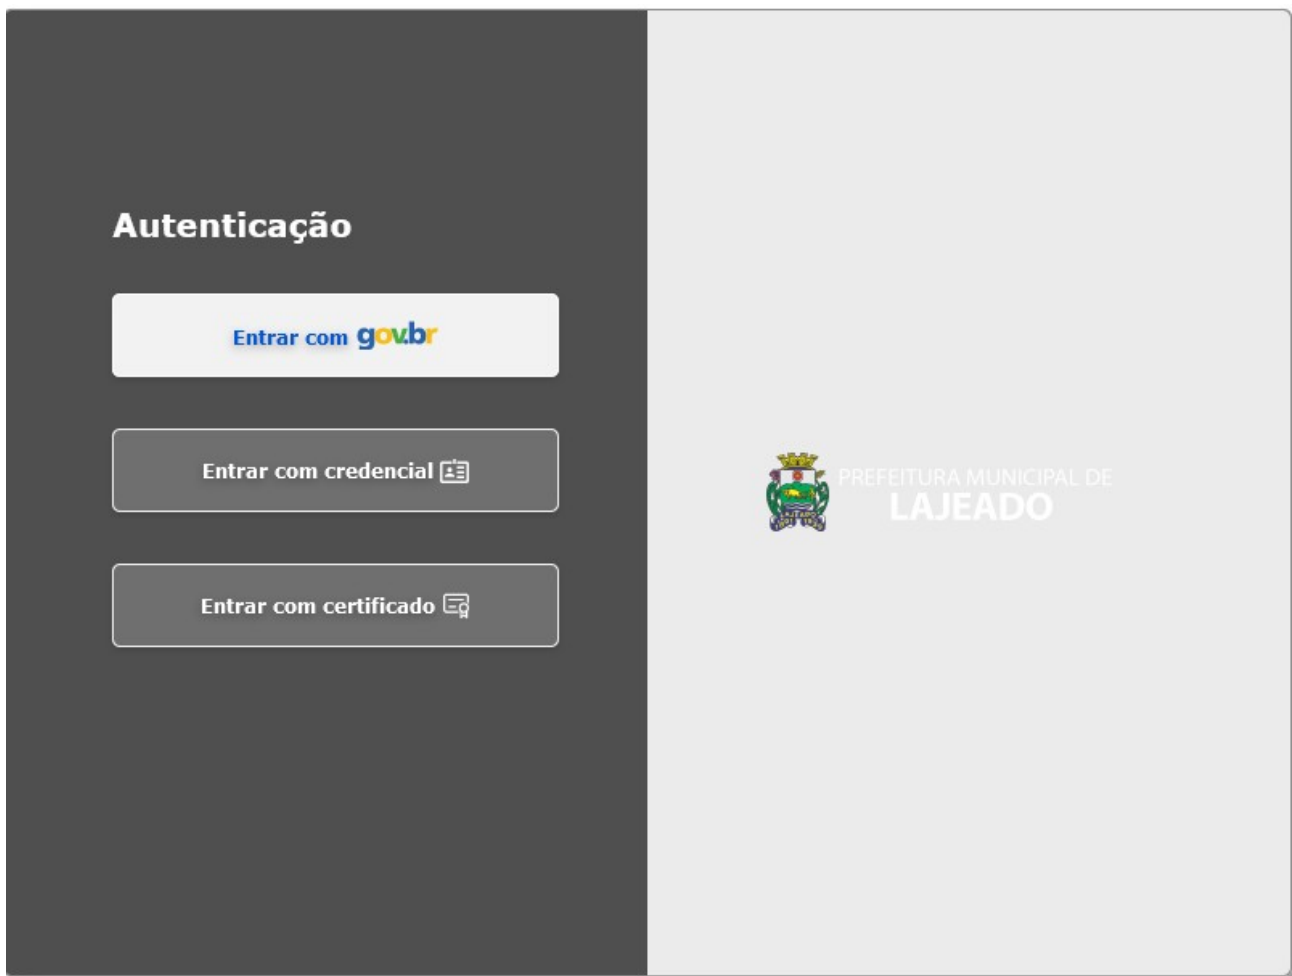 Autenticação
Entrar com gov.br
Entrar com credencial
Entrar com certificado
PREFEITURA MUNICIPAL DE
LAJEADO